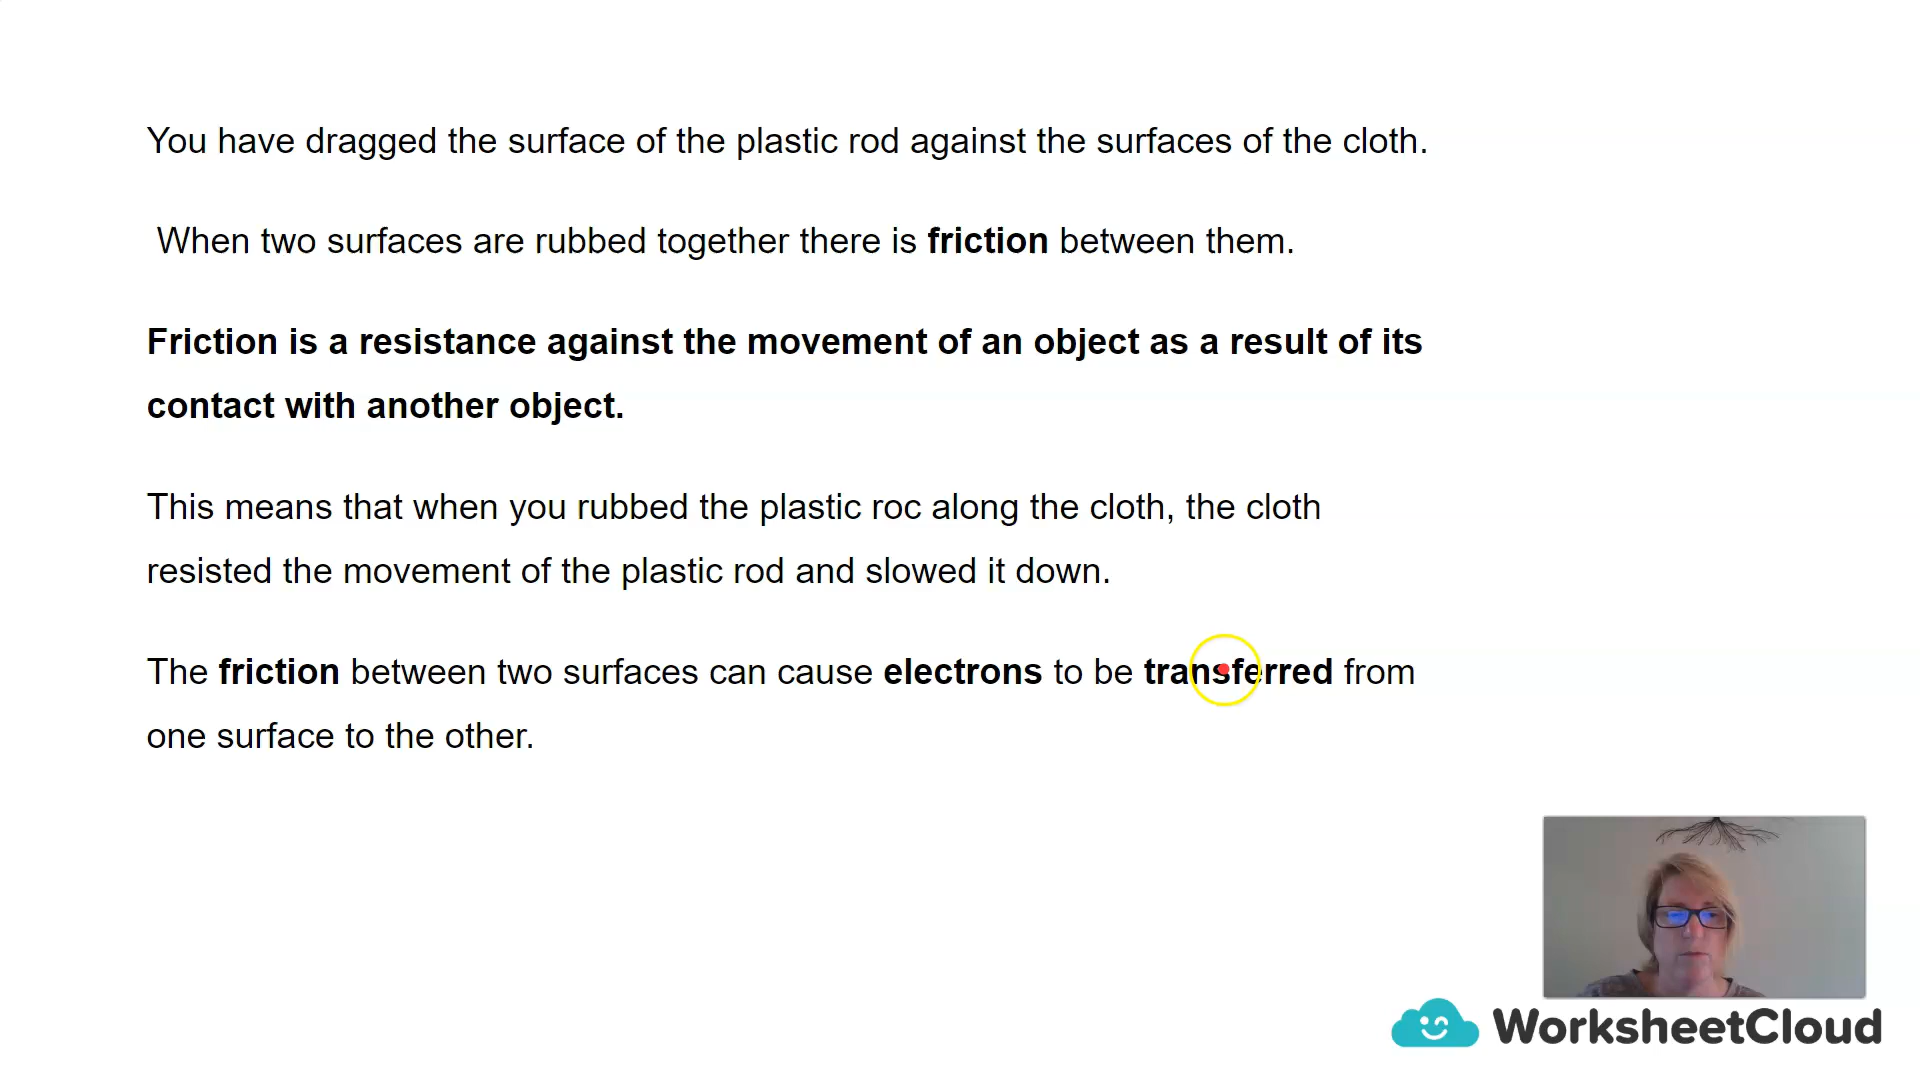 You have dragged the surface of the plastic rod against the surfaces of the cloth.
When two surfaces are rubbed together there is friction between them.
Friction is a resistance against the movement of an object as a result of its
contact with another object.
This means that when you rubbed the plastic roc along the cloth, the cloth
resisted the movement of the plastic rod and slowed it down.
The friction between two surfaces can cause electrons to be transferred from
one surface to the other.
WorksheetCloud